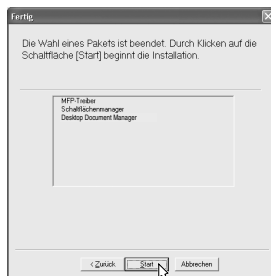 Fertig
Die Wahl eines Pakets ist beendet. Durch Klicken auf die
Schaltfläche [Start] beginnt die Installation.
MFP-Treiber
Schaltflächenmanager
Desktop Document Manager
< Zurück
Start
Abbrechen